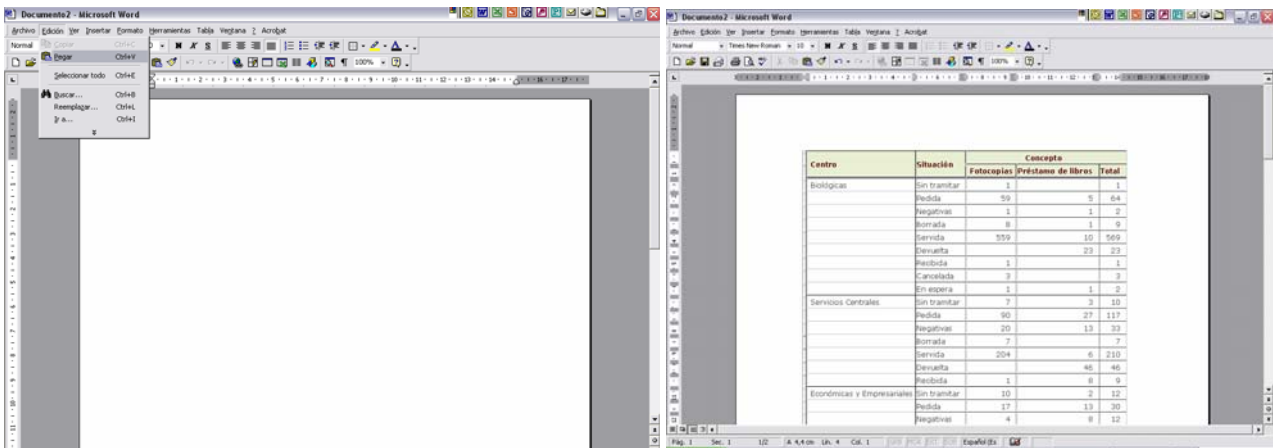 Documento2 - Microsoft Word
Archivo Edición Ver Insertar Formato Herramientas Tabla Ventana ? Acrobat
Normal
Copiar Ctrl+C
Pegar Ctrl+V
Seleccionar todo Ctrl+E
Buscar... Ctrl+B
Reemplazar... Ctrl+L
Ir a... Ctrl+I
N K S
100%
Documento2 - Microsoft Word
Archivo Edición Ver Insertar Formato Herramientas Tabla Ventana ? Acrobat
Normal Times New Roman 10 N K S
100%
Centro Situación Concepto
Fotocopias Préstamo de libros Total
Biológicas Sin tramitar 1 1
Pedida 59 5 64
Negativas 1 1 2
Borrada 8 1 9
Servida 559 10 569
Devuelta 23 23
Recibida 1 1
Cancelada 3 3
En espera 1 1 2
Servicios Centrales Sin tramitar 7 3 10
Pedida 90 27 117
Negativas 20 13 33
Borrada 7 7
Servida 204 6 210
Devuelta 46 46
Recibida 1 8 9
Económicas y Empresariales Sin tramitar 10 2 12
Pedida 17 13 30
Negativas 4 8 12
Pág. 1 Sec. 1 1/2 A 4,4 cm Lín. 4 Col. 1 Español (Es